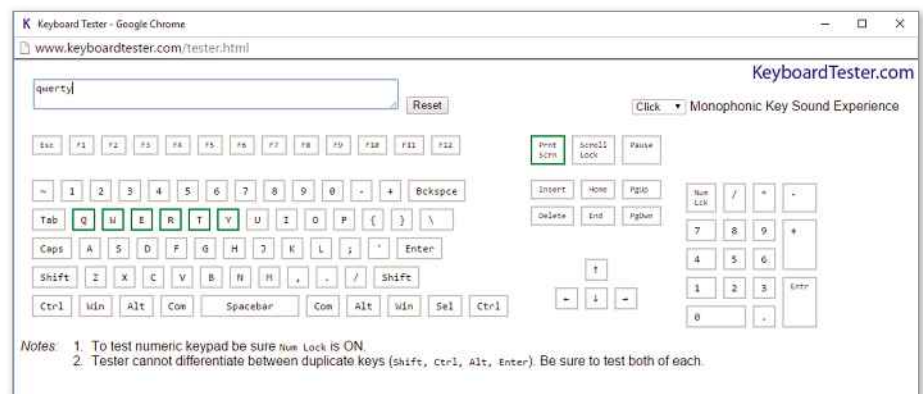 K Keyboard Tester - Google Chrome
www.keyboardtester.com/tester.html
KeyboardTester.com
qwerty
Reset
Click Monophonic Key Sound Experience
Esc F1 F2 F3 F4 F5 F6 F7 F8 F9 F10 F11 F12 Prnt Scrn Scroll Lock Pause
~ 1 2 3 4 5 6 7 8 9 0 - + Bckspce Insert Home PgUp Num Lck / * -
Tab Q W E R T Y U I O P { } \ Delete End PgDwn 7 8 9 +
Caps A S D F G H J K L ; ' Enter 4 5 6
Shift Z X C V B N M , . / Shift ↑ 1 2 3 Entr
Ctrl Win Alt Com Spacebar Com Alt Win Sel Ctrl ← ↓ → 0 .
Notes: 1. To test numeric keypad be sure Num Lock is ON.
2. Tester cannot differentiate between duplicate keys (Shift, Ctrl, Alt, Enter). Be sure to test both of each.